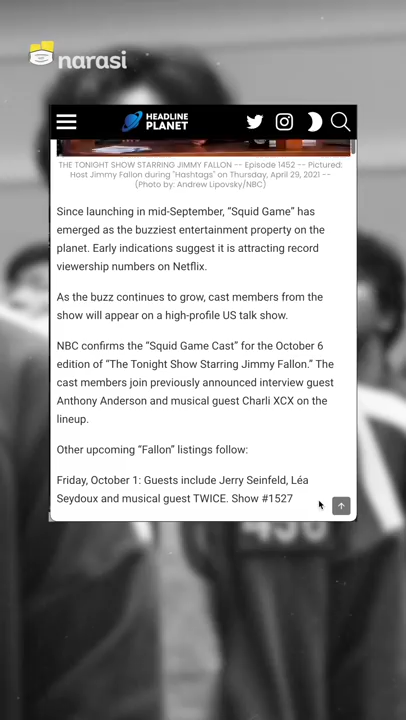 narasi
HEADLINE
PLANET
THE TONIGHT SHOW STARRING JIMMY FALLON -- Episode 1452 -- Pictured:
Host Jimmy Fallon during "Hashtags" on Thursday, April 29, 2021 --
(Photo by: Andrew Lipovsky/NBC)
Since launching in mid-September, “Squid Game” has
emerged as the buzziest entertainment property on the
planet. Early indications suggest it is attracting record
viewership numbers on Netflix.
As the buzz continues to grow, cast members from the
show will appear on a high-profile US talk show.
NBC confirms the “Squid Game Cast” for the October 6
edition of “The Tonight Show Starring Jimmy Fallon.” The
cast members join previously announced interview guest
Anthony Anderson and musical guest Charli XCX on the
lineup.
Other upcoming “Fallon” listings follow:
Friday, October 1: Guests include Jerry Seinfeld, Léa
Seydoux and musical guest TWICE. Show #1527